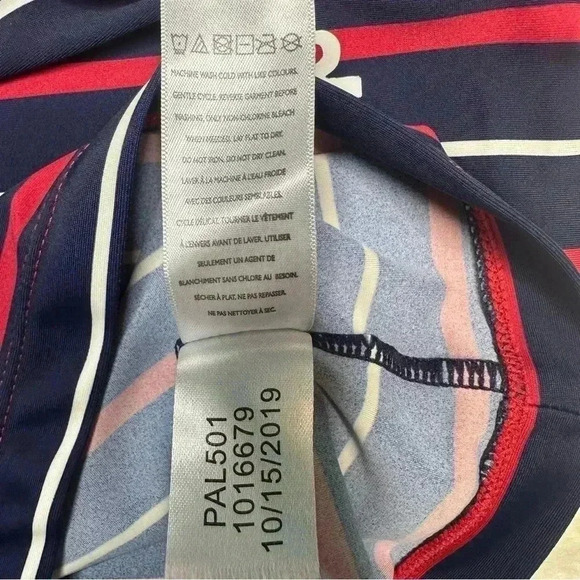 MACHINE WASH COLD WITH LIKE COLOURS.
GENTLE CYCLE. REVERSE GARMENT BEFORE
WASHING. ONLY NON-CHLORINE BLEACH
WHEN NEEDED. LAY FLAT TO DRY.
DO NOT IRON. DO NOT DRY CLEAN.
LAVER À LA MACHINE À L'EAU FROIDE
AVEC DES COULEURS SEMBLABLES.
CYCLE DÉLICAT. TOURNER LE VÊTEMENT
À L'ENVERS AVANT DE LAVER. UTILISER
SEULEMENT UN AGENT DE
BLANCHIMENT SANS CHLORE AU BESOIN.
SÉCHER À PLAT. NE PAS REPASSER.
NE PAS NETTOYER À SEC.
PAL501
1016679
10/15/2019